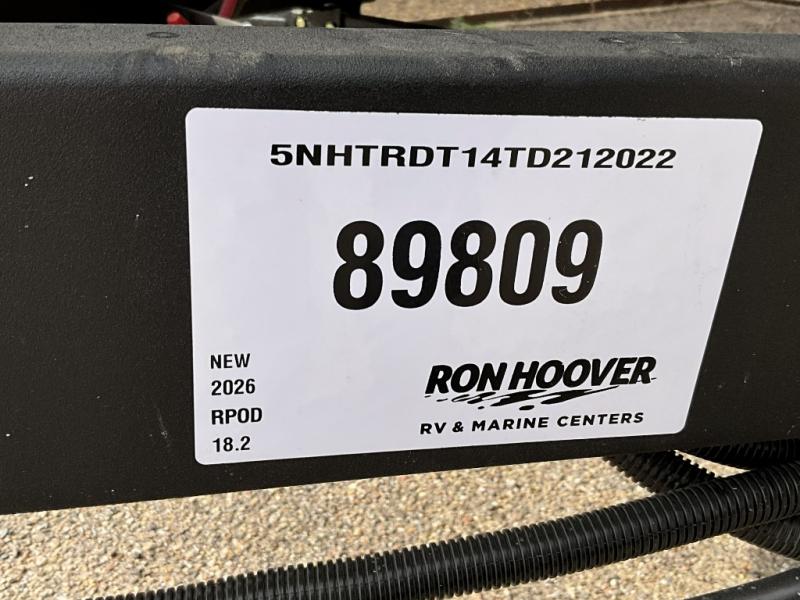 5NHTRDT14TD212022
89809
NEW
2026
RPOD
18.2
RON HOOVER
RV & MARINE CENTERS